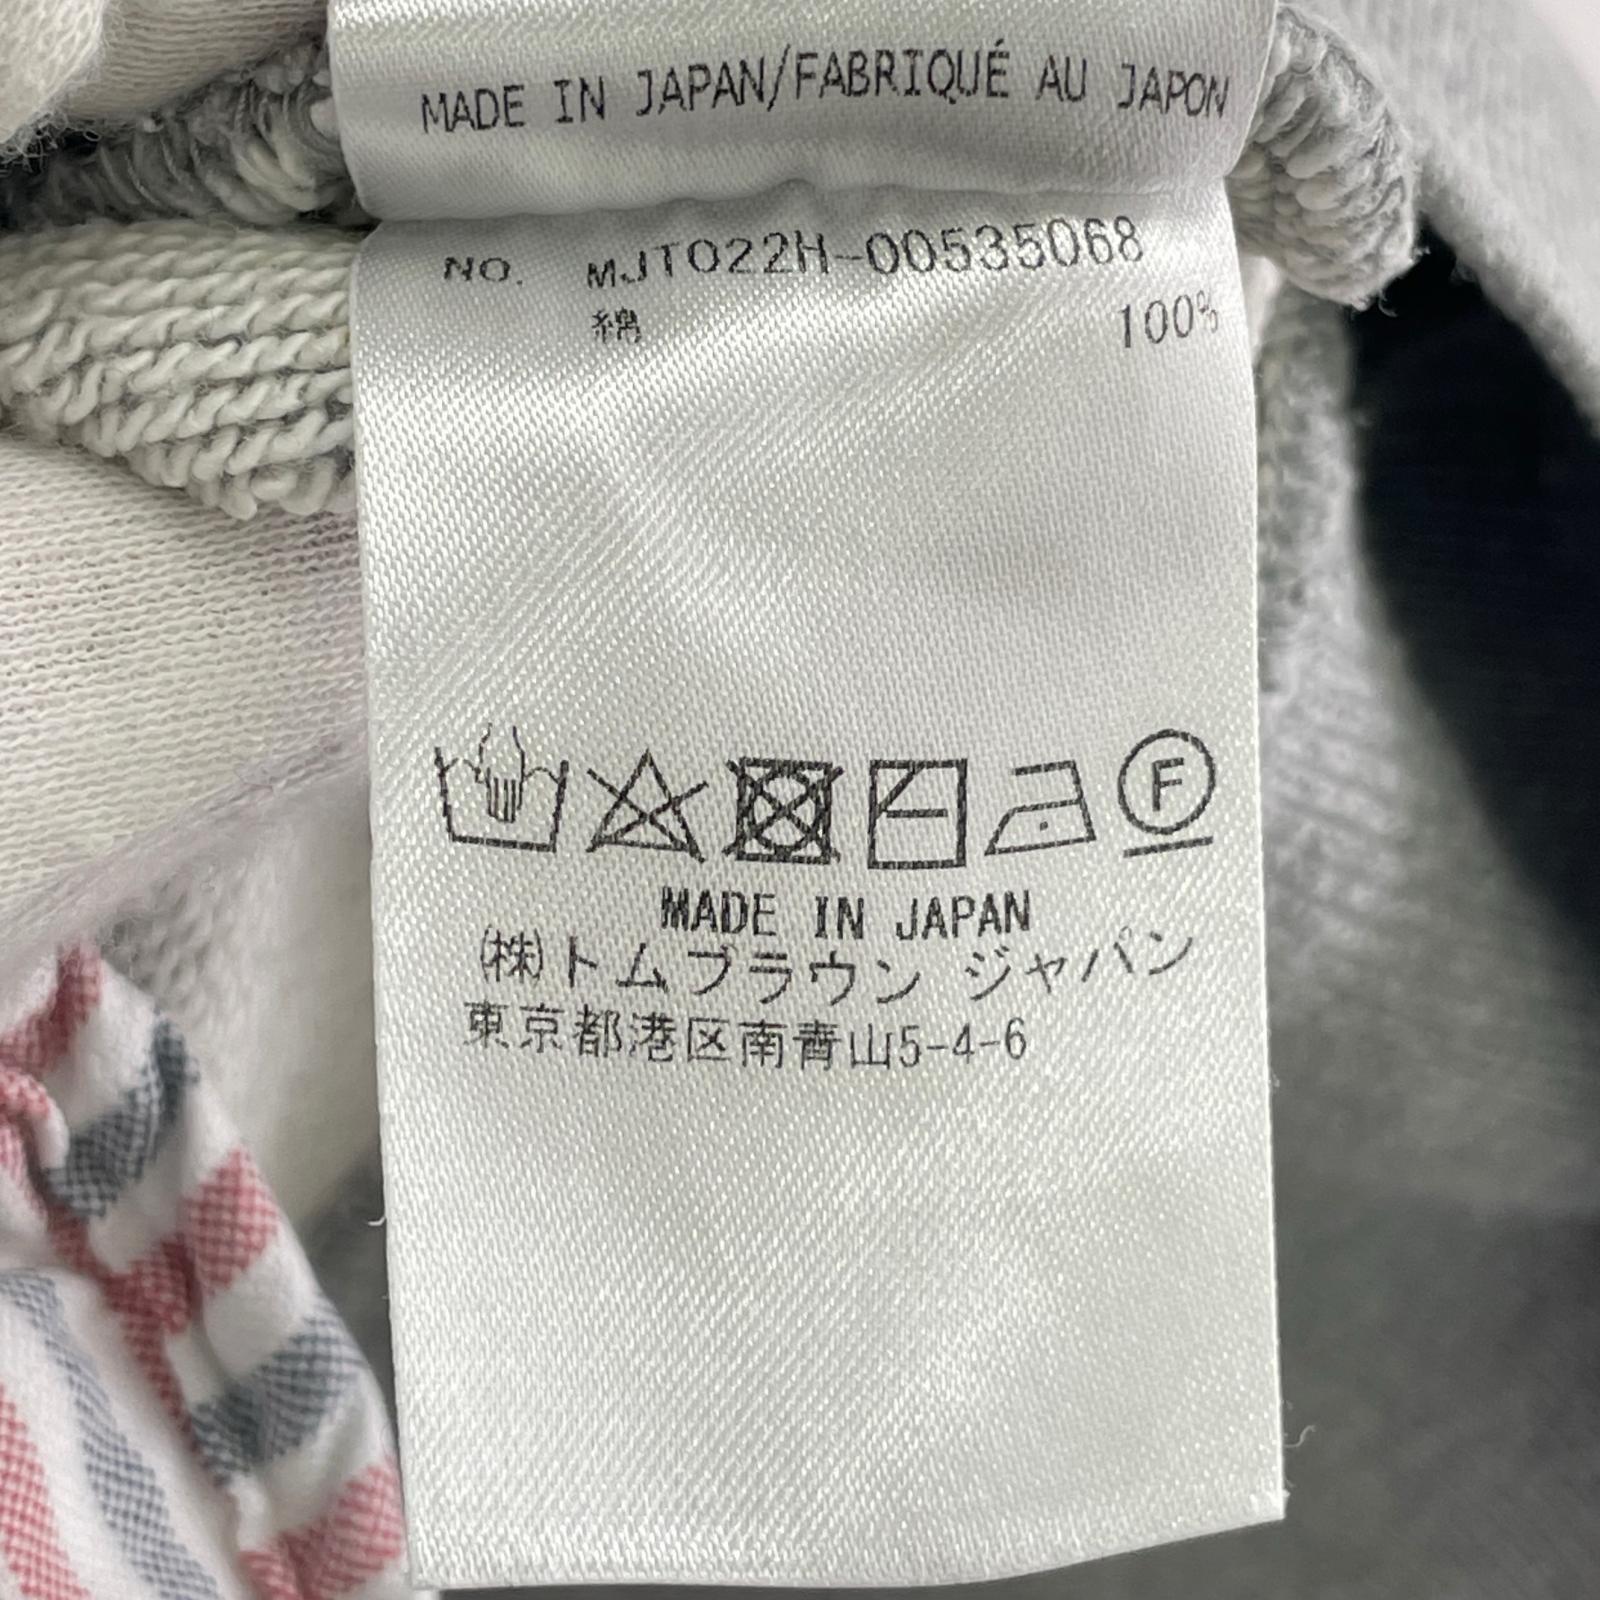 MADE IN JAPAN/FABRIQUÉ AU JAPON
NO. MJT022H-00535068
綿 100%
F
MADE IN JAPAN
(株)トムブラウン ジャパン
東京都港区南青山5-4-6